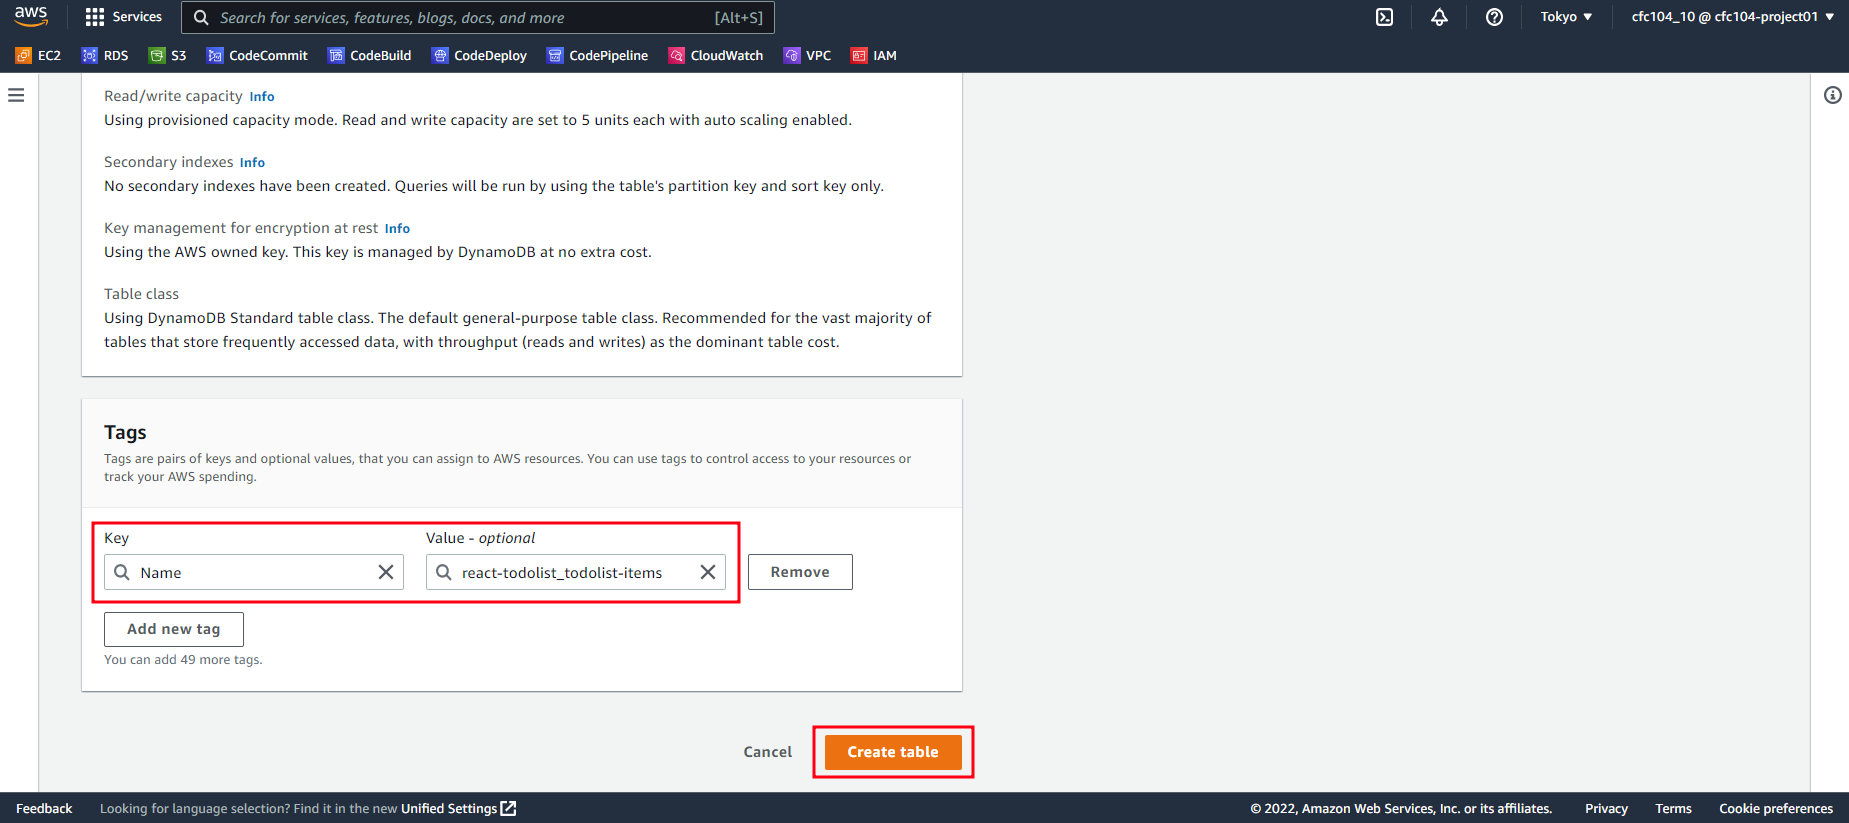 aws
Services
Search for services, features, blogs, docs, and more
[Alt+S]
Tokyo
cfc104_10 @ cfc104-project01
EC2
RDS
S3
CodeCommit
CodeBuild
CodeDeploy
CodePipeline
CloudWatch
VPC
IAM
Read/write capacity Info
Using provisioned capacity mode. Read and write capacity are set to 5 units each with auto scaling enabled.
Secondary indexes Info
No secondary indexes have been created. Queries will be run by using the table's partition key and sort key only.
Key management for encryption at rest Info
Using the AWS owned key. This key is managed by DynamoDB at no extra cost.
Table class
Using DynamoDB Standard table class. The default general-purpose table class. Recommended for the vast majority of
tables that store frequently accessed data, with throughput (reads and writes) as the dominant table cost.
Tags
Tags are pairs of keys and optional values, that you can assign to AWS resources. You can use tags to control access to your resources or
track your AWS spending.
Key
Value - optional
Name
react-todolist_todolist-items
Remove
Add new tag
You can add 49 more tags.
Cancel
Create table
Feedback
Looking for language selection? Find it in the new Unified Settings
© 2022, Amazon Web Services, Inc. or its affiliates.
Privacy
Terms
Cookie preferences